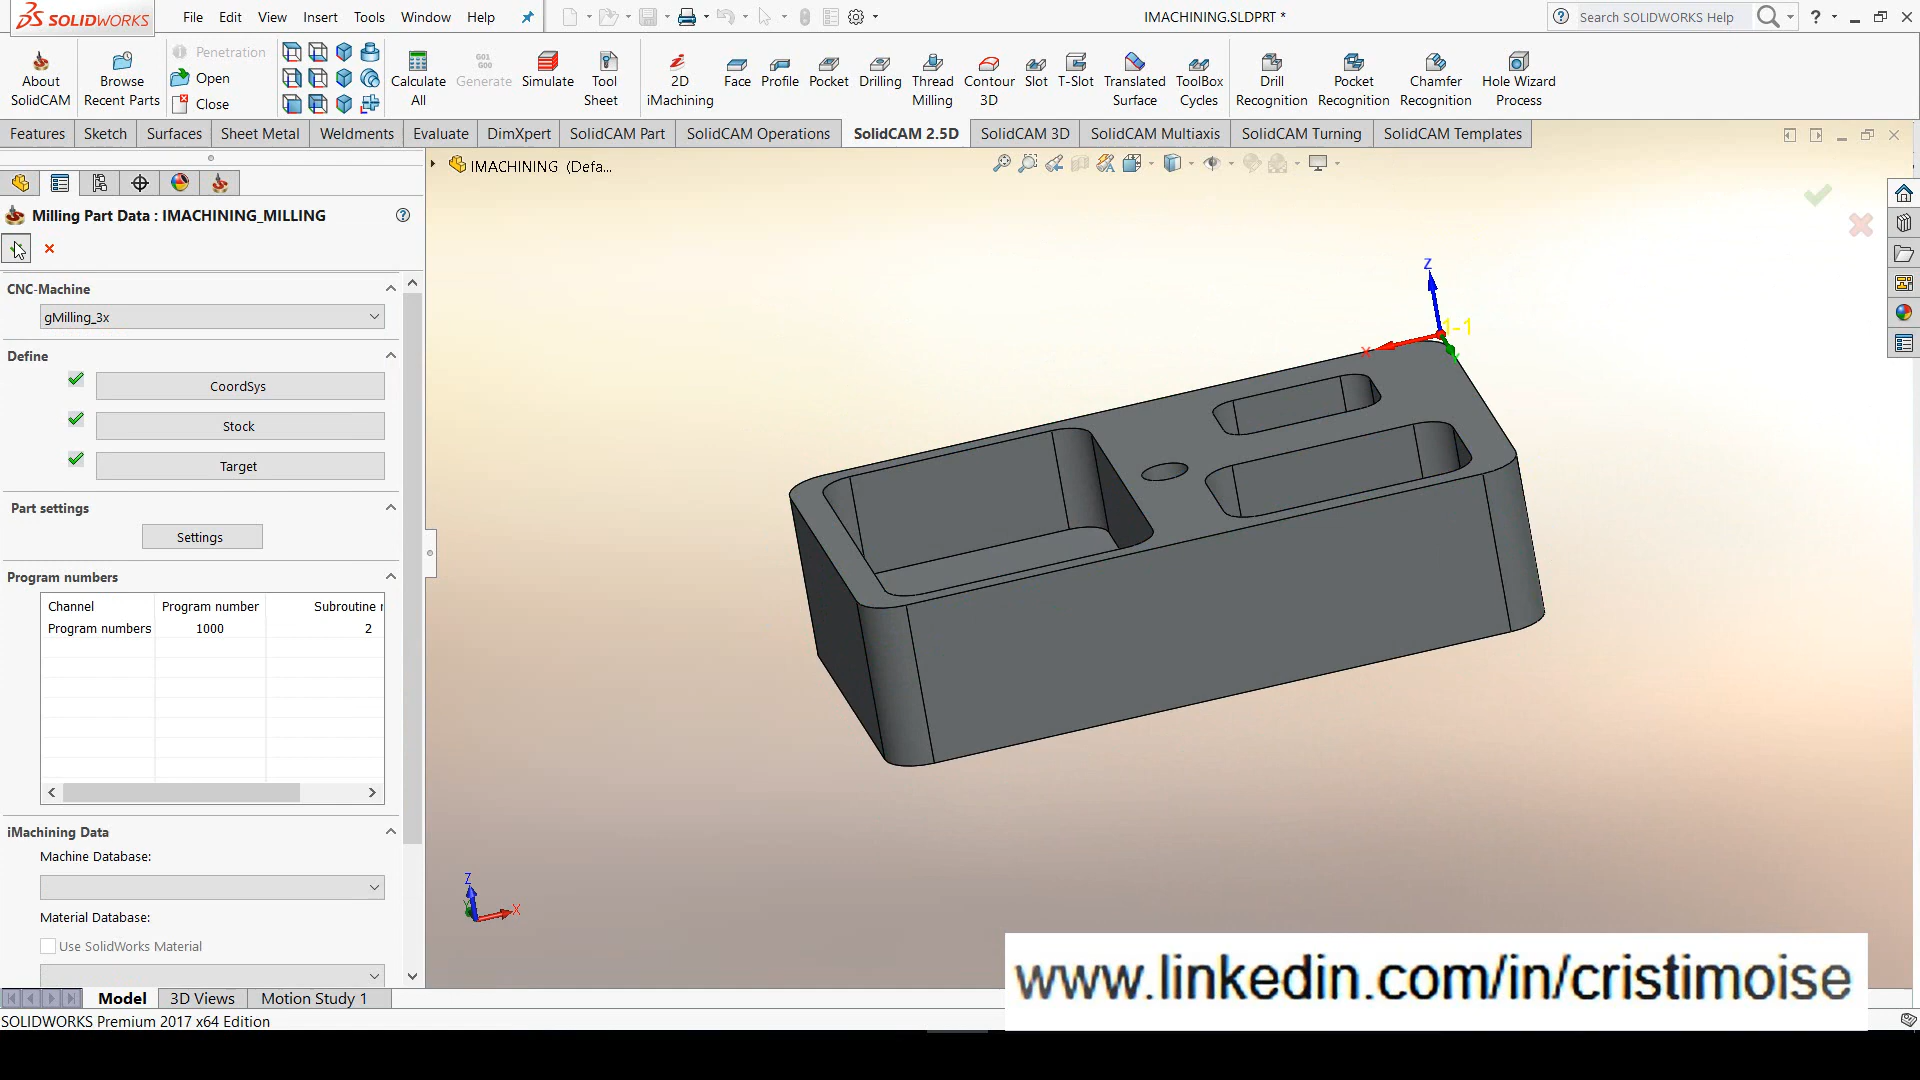 SOLIDWORKS File Edit View Insert Tools Window Help IMACHINING.SLDPRT * Search SOLIDWORKS Help
About SolidCAM
Browse Recent Parts
Penetration
Open
Close
Calculate All
G01 G00 Generate
Simulate
Tool Sheet
2D iMachining
Face
Profile
Pocket
Drilling
Thread Milling
Contour 3D
Slot
T-Slot
Translated Surface
ToolBox Cycles
Drill Recognition
Pocket Recognition
Chamfer Recognition
Hole Wizard Process
Features Sketch Surfaces Sheet Metal Weldments Evaluate DimXpert SolidCAM Part SolidCAM Operations SolidCAM 2.5D SolidCAM 3D SolidCAM Multiaxis SolidCAM Turning SolidCAM Templates
IMACHINING (Defa...
Milling Part Data : IMACHINING_MILLING
CNC-Machine
gMilling_3x
Define
CoordSys
Stock
Target
Part settings
Settings
Program numbers
Channel Program number Subroutine r
Program numbers 1000 2
iMachining Data
Machine Database:
Material Database:
Use SolidWorks Material
Z
1-1
X
Z
X
www.linkedin.com/in/cristimoise
Model 3D Views Motion Study 1
SOLIDWORKS Premium 2017 x64 Edition